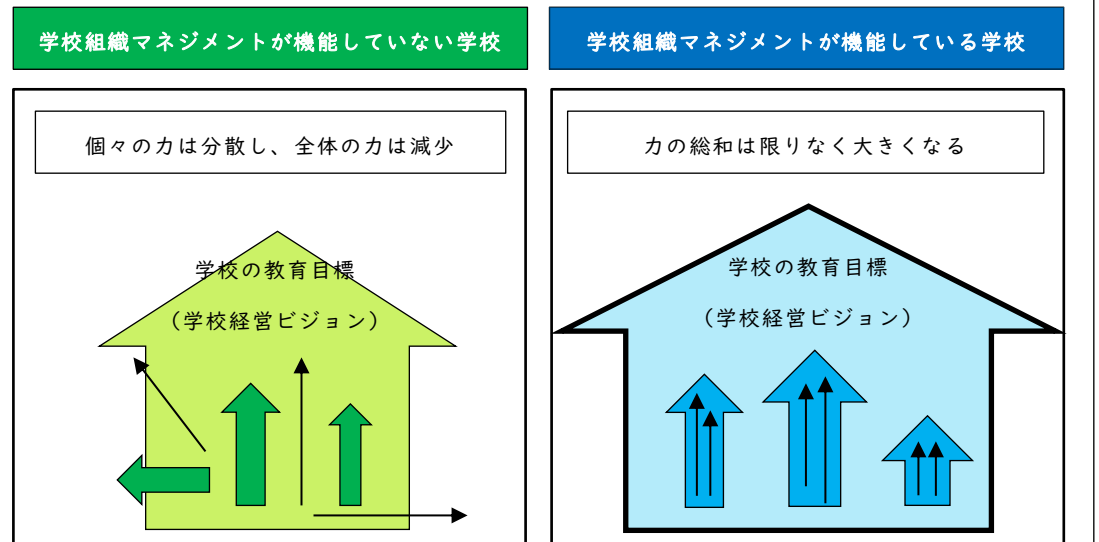 学校組織マネジメントが機能していない学校
学校組織マネジメントが機能している学校
個々の力は分散し、全体の力は減少
力の総和は限りなく大きくなる
学校の教育目標
（学校経営ビジョン）
学校の教育目標
（学校経営ビジョン）